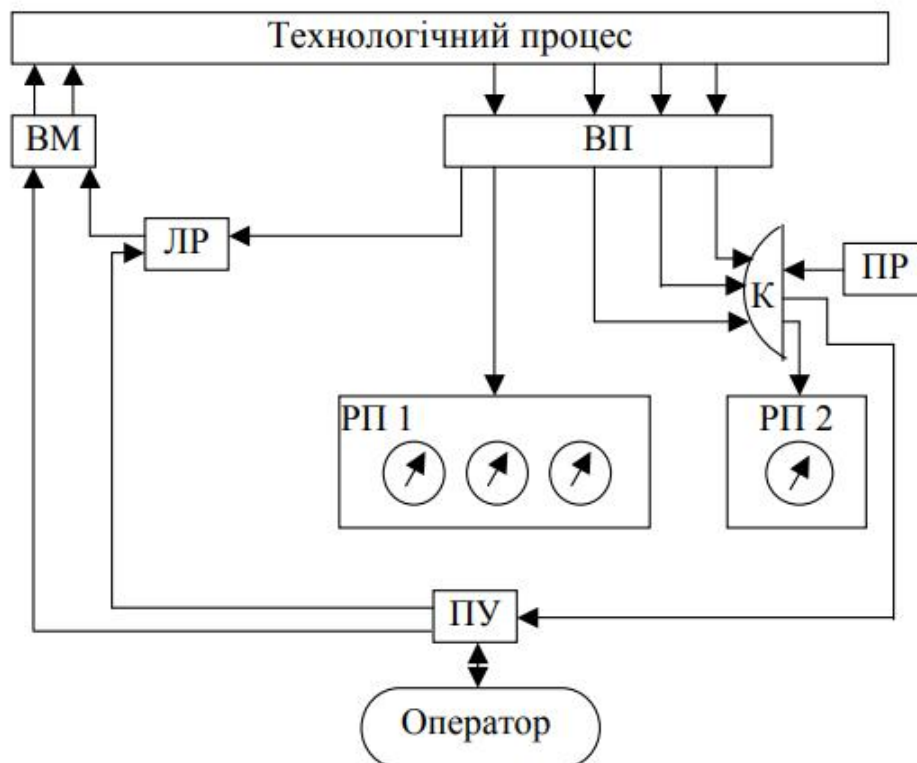 Технологічний процес
ВМ
ВП
ЛР
К
ПР
РП 1
РП 2
ПУ
Оператор